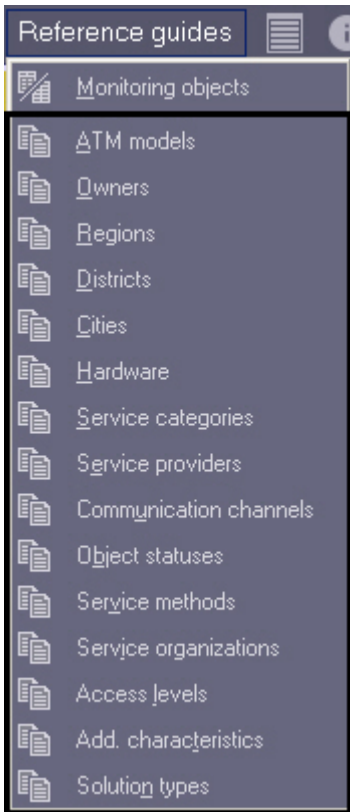 Reference guides
Monitoring objects
ATM models
Owners
Regions
Districts
Cities
Hardware
Service categories
Service providers
Communication channels
Object statuses
Service methods
Service organizations
Access levels
Add. characteristics
Solution types